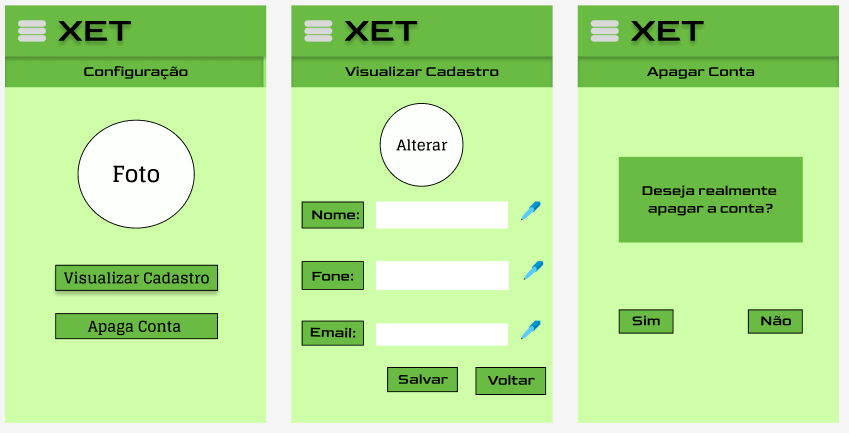 XET
Configuração
Foto
Visualizar Cadastro
Apaga Conta
XET
Visualizar Cadastro
Alterar
Nome:
Fone:
Email:
Salvar
Voltar
XET
Apagar Conta
Deseja realmente
apagar a conta?
Sim
Não